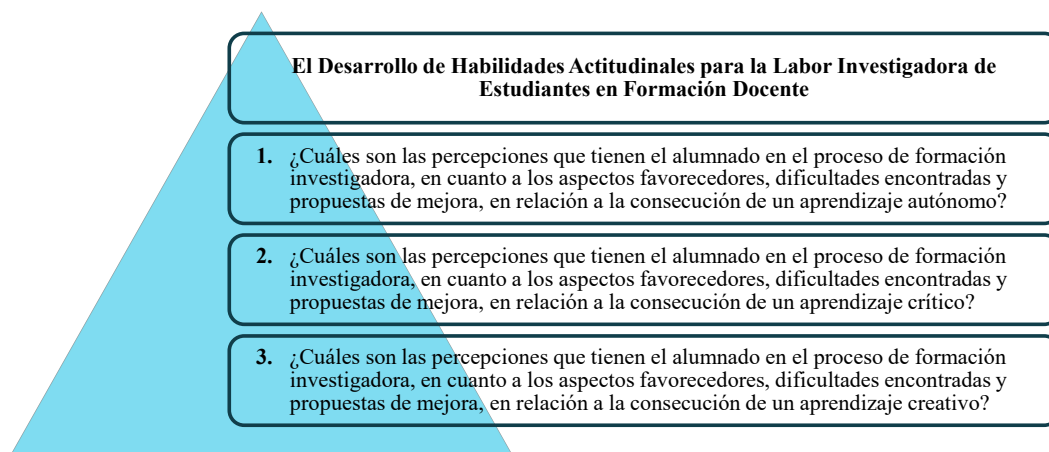 El Desarrollo de Habilidades Actitudinales para la Labor Investigadora de
Estudiantes en Formación Docente
1. ¿Cuáles son las percepciones que tienen el alumnado en el proceso de formación
investigadora, en cuanto a los aspectos favorecedores, dificultades encontradas y
propuestas de mejora, en relación a la consecución de un aprendizaje autónomo?
2. ¿Cuáles son las percepciones que tienen el alumnado en el proceso de formación
investigadora, en cuanto a los aspectos favorecedores, dificultades encontradas y
propuestas de mejora, en relación a la consecución de un aprendizaje crítico?
3. ¿Cuáles son las percepciones que tienen el alumnado en el proceso de formación
investigadora, en cuanto a los aspectos favorecedores, dificultades encontradas y
propuestas de mejora, en relación a la consecución de un aprendizaje creativo?